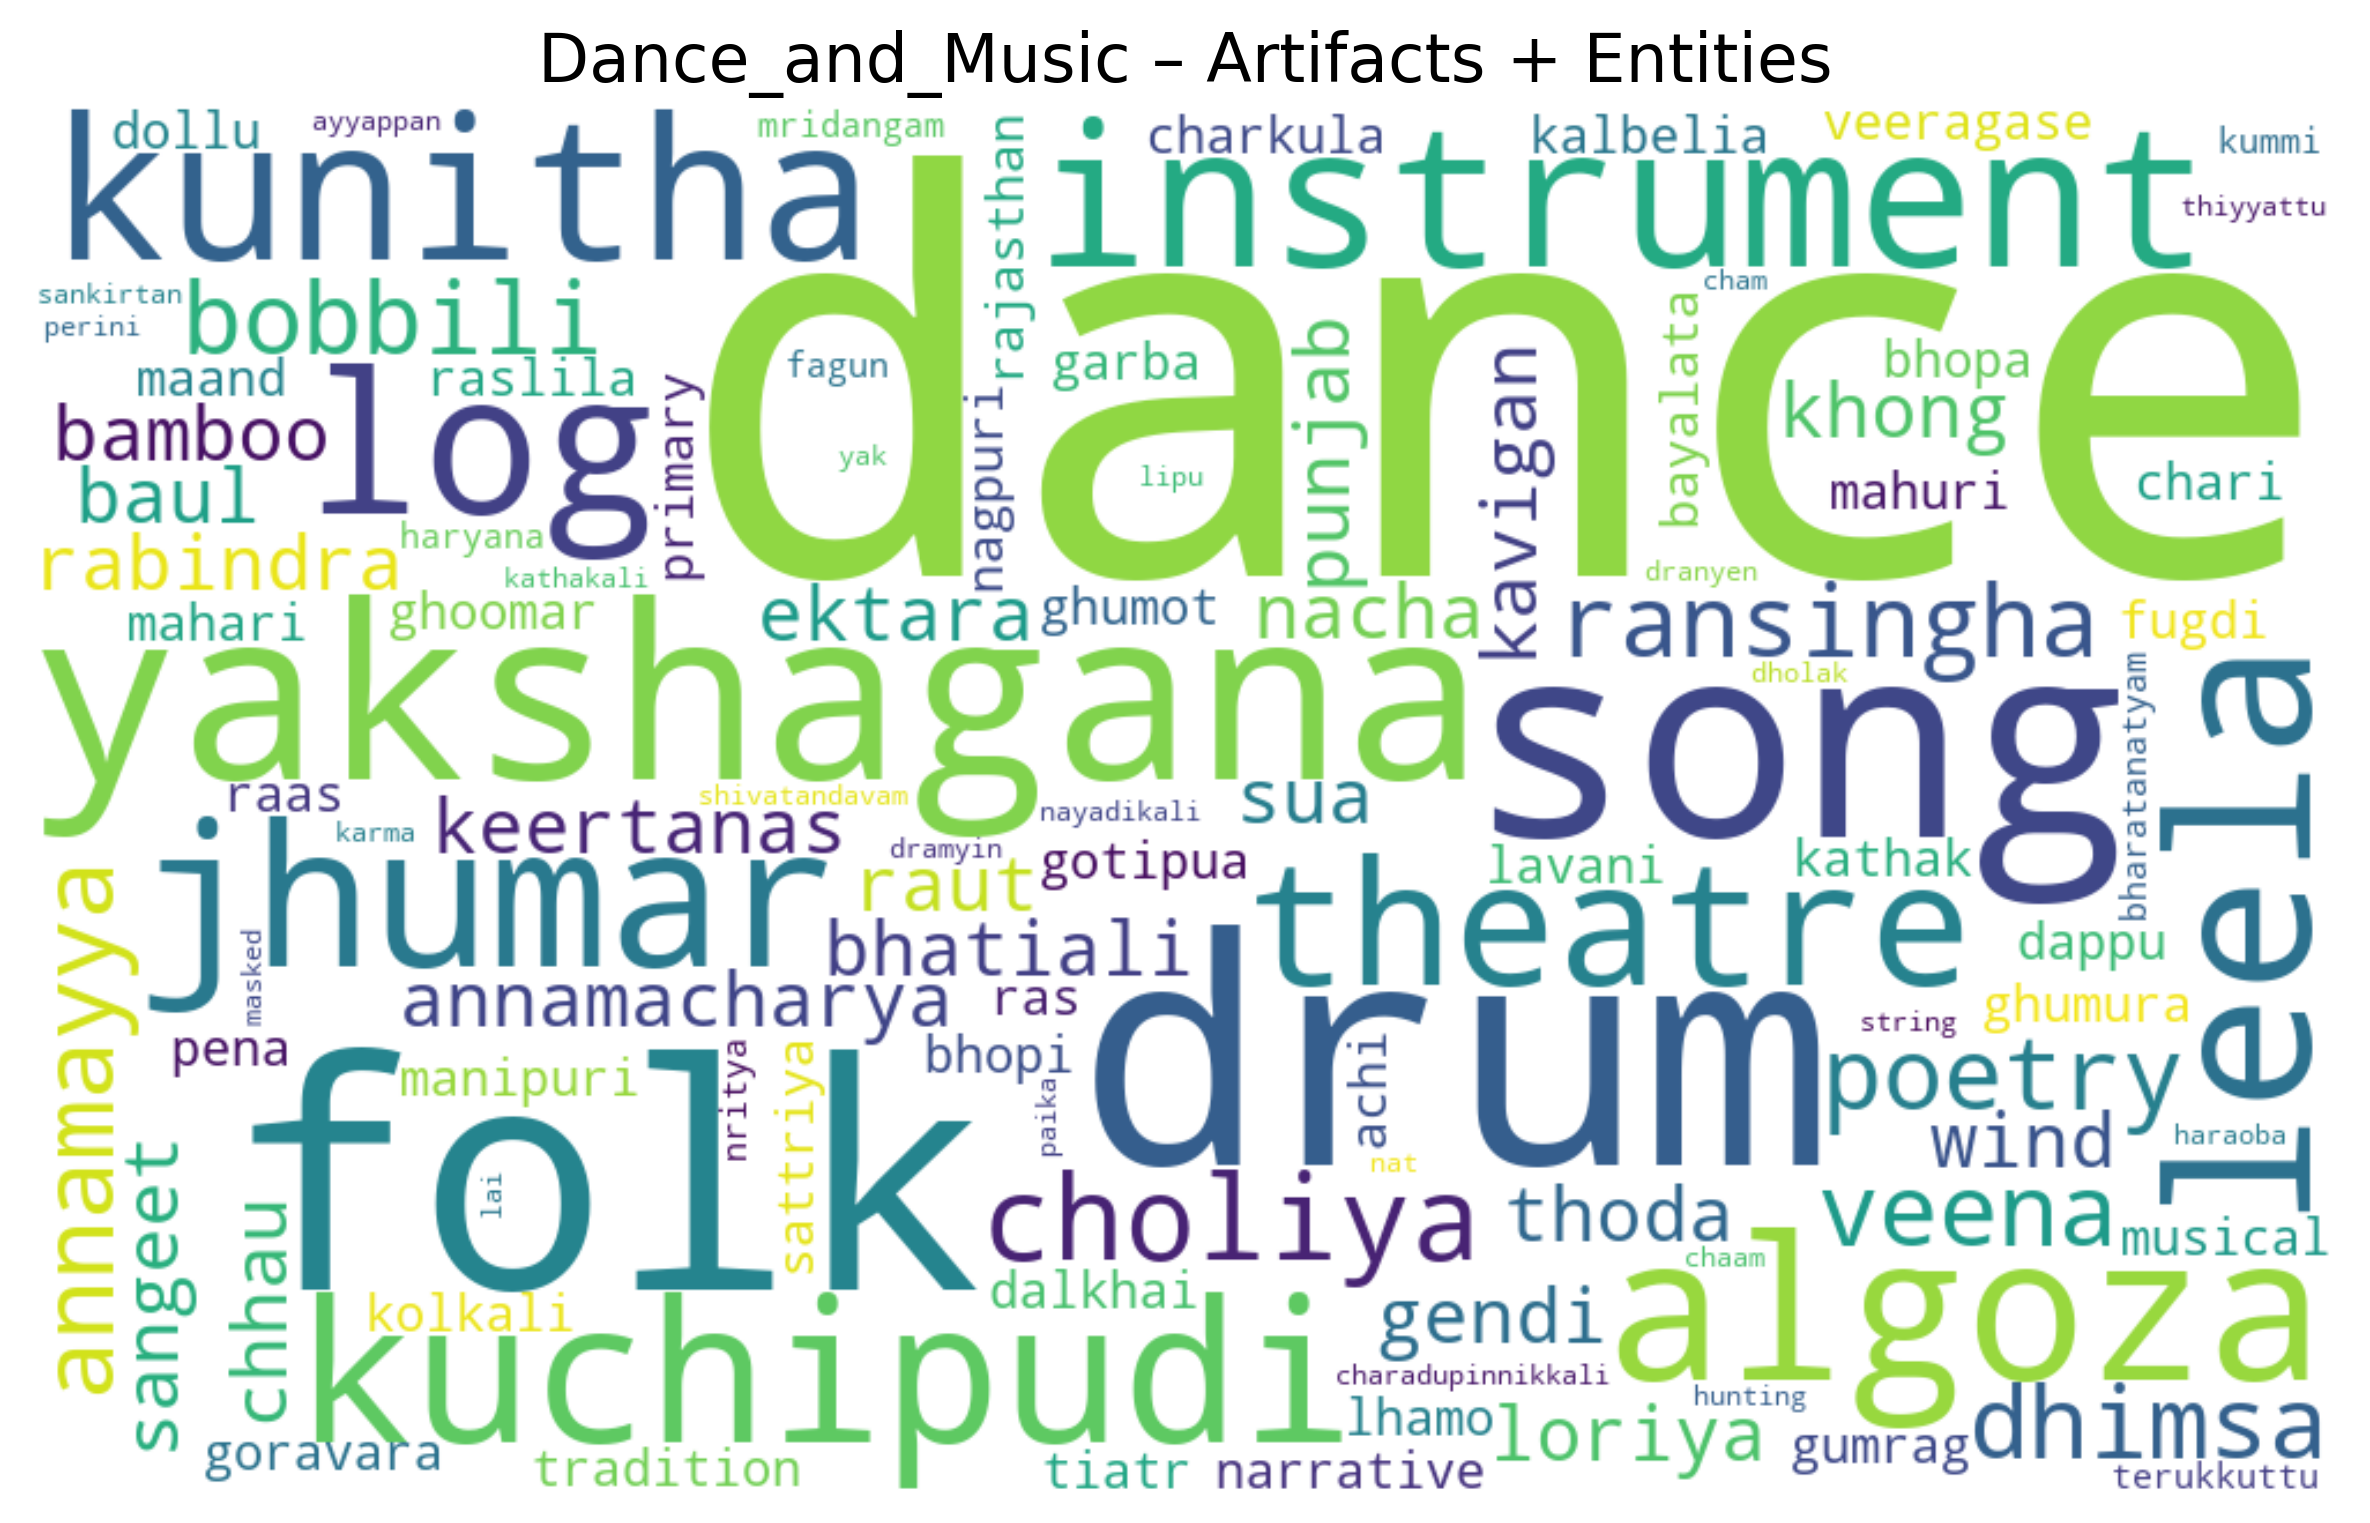 Dance_and_Music – Artifacts + Entities
dollu
ayyappan
mridangam
charkula
kalbelia
veeragase
kummi
kunitha
rajasthan
instrument
thiyyattu
sankirtan
perini
bobbili
dance
cham
maand
raslila
fagun
garba
punjab
kavigan
bayalata
bhopa
bamboo
log
primary
nagpuri
khong
yak
lipu
mahuri
chari
baul
rabindra
haryana
kathakali
dranyen
mahari
ghoomar
ektara
ghumot
nacha
ransingha
fugdi
yakshagana
dholak
song
bharatanatyam
leela
raas
shivatandavam
sua
nayadikali
karma
keertanas
dramyin
jhumar
raut
gotipua
theatre
lavani
kathak
annamayya
masked
bhatiali
dappu
annamacharya
ras
drum
string
ghumura
pena
manipuri
nritya
sattriya
bhopi
paika
achi
poetry
folk
wind
haraoba
sangeet
lai
nat
chhau
choliya
thoda
veena
musical
chaam
kolkali
dalkhai
algoza
kuchipudi
gendi
charadupinnikkali
hunting
lhamo
loriya
dhimsa
goravara
tradition
tiatr
narrative
gumrag
terukkuttu